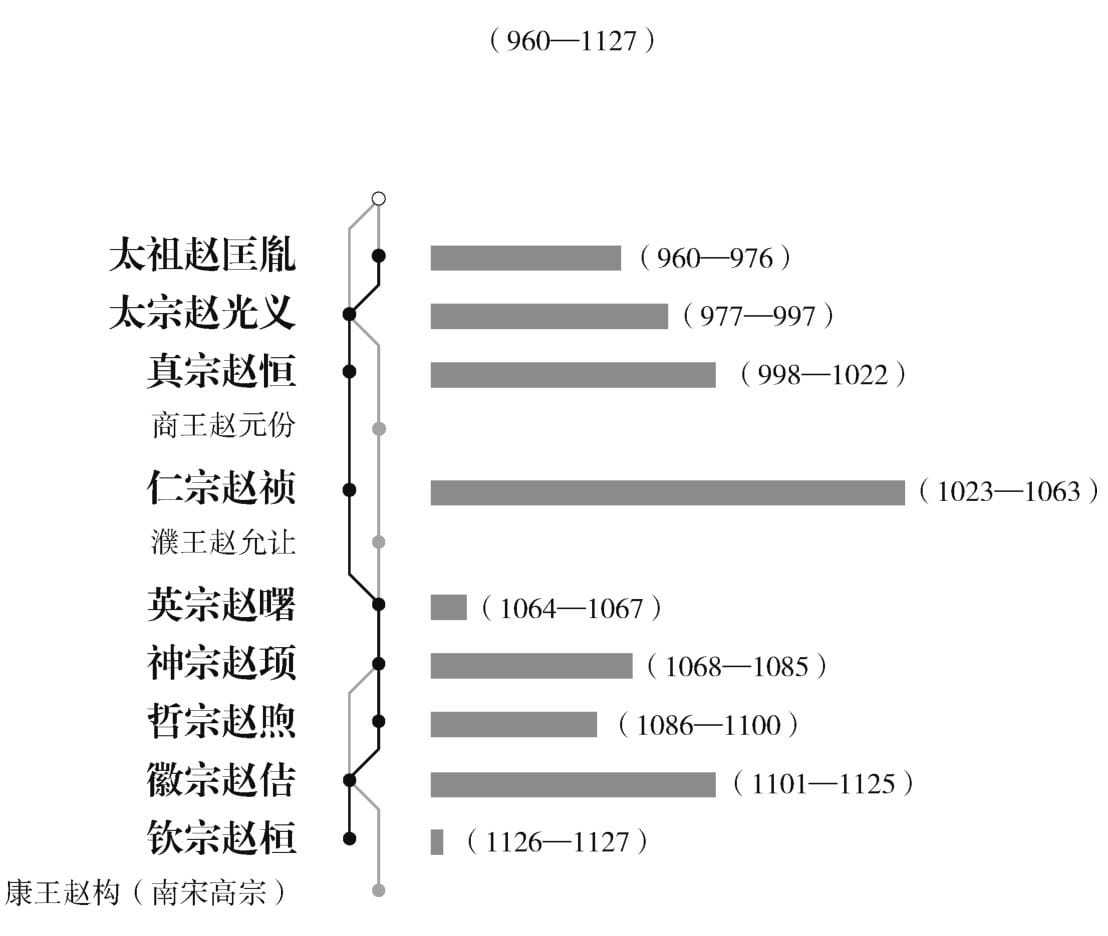 （960—1127）
太祖赵匡胤 （960—976）
太宗赵光义 （977—997）
真宗赵恒 （998—1022）
商王赵元份
仁宗赵祯 （1023—1063）
濮王赵允让
英宗赵曙 （1064—1067）
神宗赵顼 （1068—1085）
哲宗赵煦 （1086—1100）
徽宗赵佶 （1101—1125）
钦宗赵桓 （1126—1127）
康王赵构（南宋高宗）